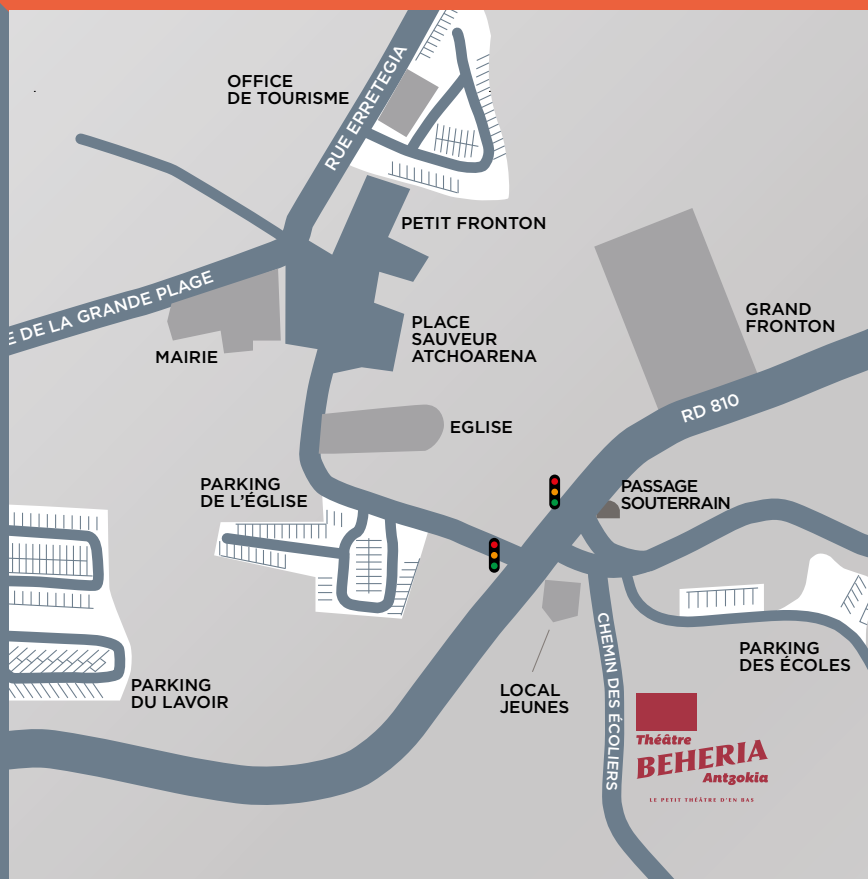 OFFICE
DE TOURISME
RUE ERRETEGIA
PETIT FRONTON
E DE LA GRANDE PLAGE
MAIRIE
PLACE
SAUVEUR
ATCHOARENA
GRAND
FRONTON
RD 810
EGLISE
PARKING
DE L'ÉGLISE
PASSAGE
SOUTERRAIN
PARKING
DU LAVOIR
LOCAL
JEUNES
CHEMIN DES ÉCOLIERS
PARKING
DES ÉCOLES
Théâtre
BEHERIA
Antzokia
LE PETIT THÉÂTRE D'EN BAS